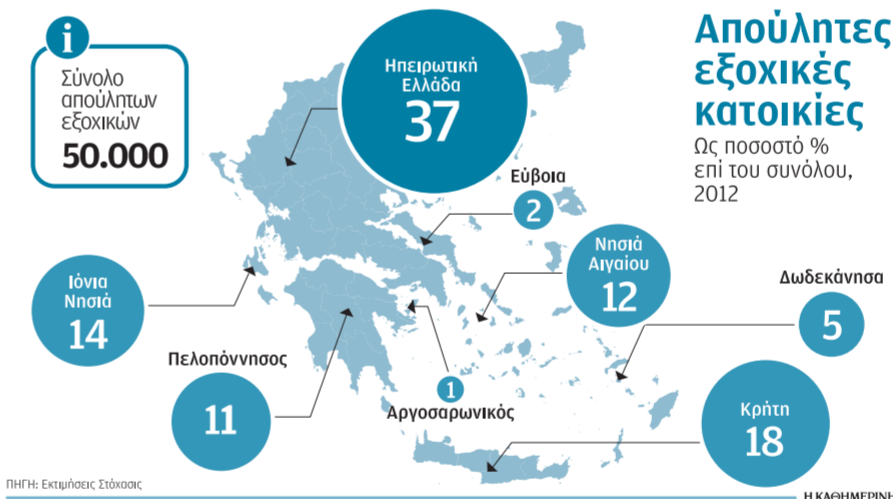 Απούλητες
εξοχικές
κατοικίες
Ως ποσοστό %
επί του συνόλου,
2012
i
Σύνολο
απούλητων
εξοχικών
50.000
Ηπειρωτική
Ελλάδα
37
Εύβοια
2
Νησιά
Αιγαίου
12
Δωδεκάνησα
5
Ιόνια
Νησιά
14
Πελοπόννησος
11
1
Αργοσαρωνικός
Κρήτη
18
ΠΗΓΗ: Εκτιμήσεις Στόχασις
Η ΚΑΘΗΜΕΡΙΝΗ